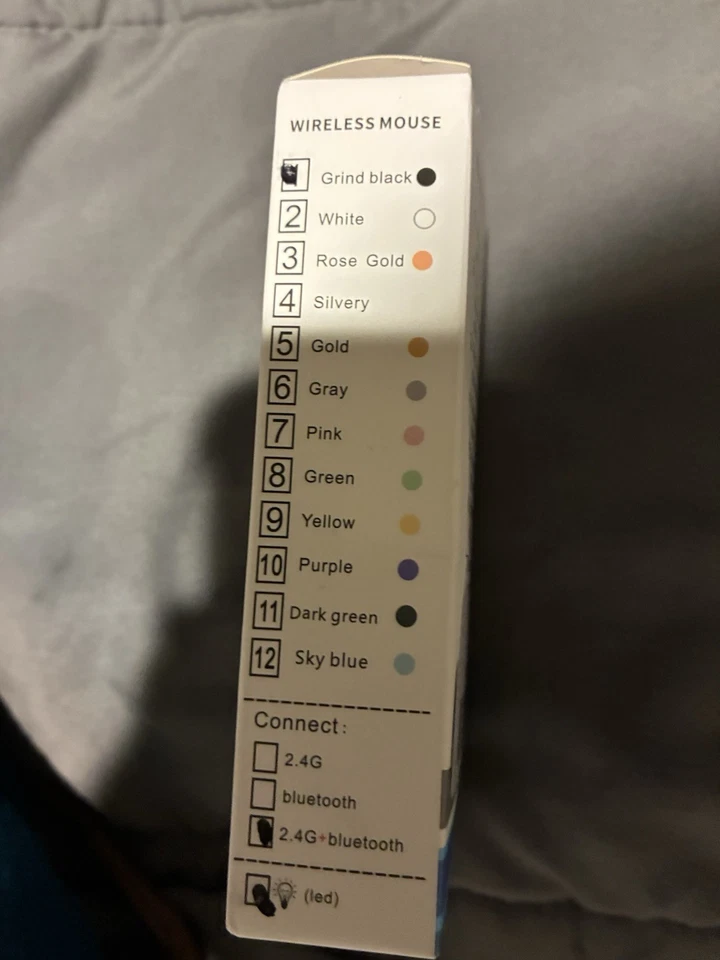 WIRELESS MOUSE
Grind black
2 White
3 Rose Gold
4 Silvery
5 Gold
6 Gray
7 Pink
8 Green
9 Yellow
10 Purple
11 Dark green
12 Sky blue
Connect:
2.4G
bluetooth
2.4G+bluetooth
(led)